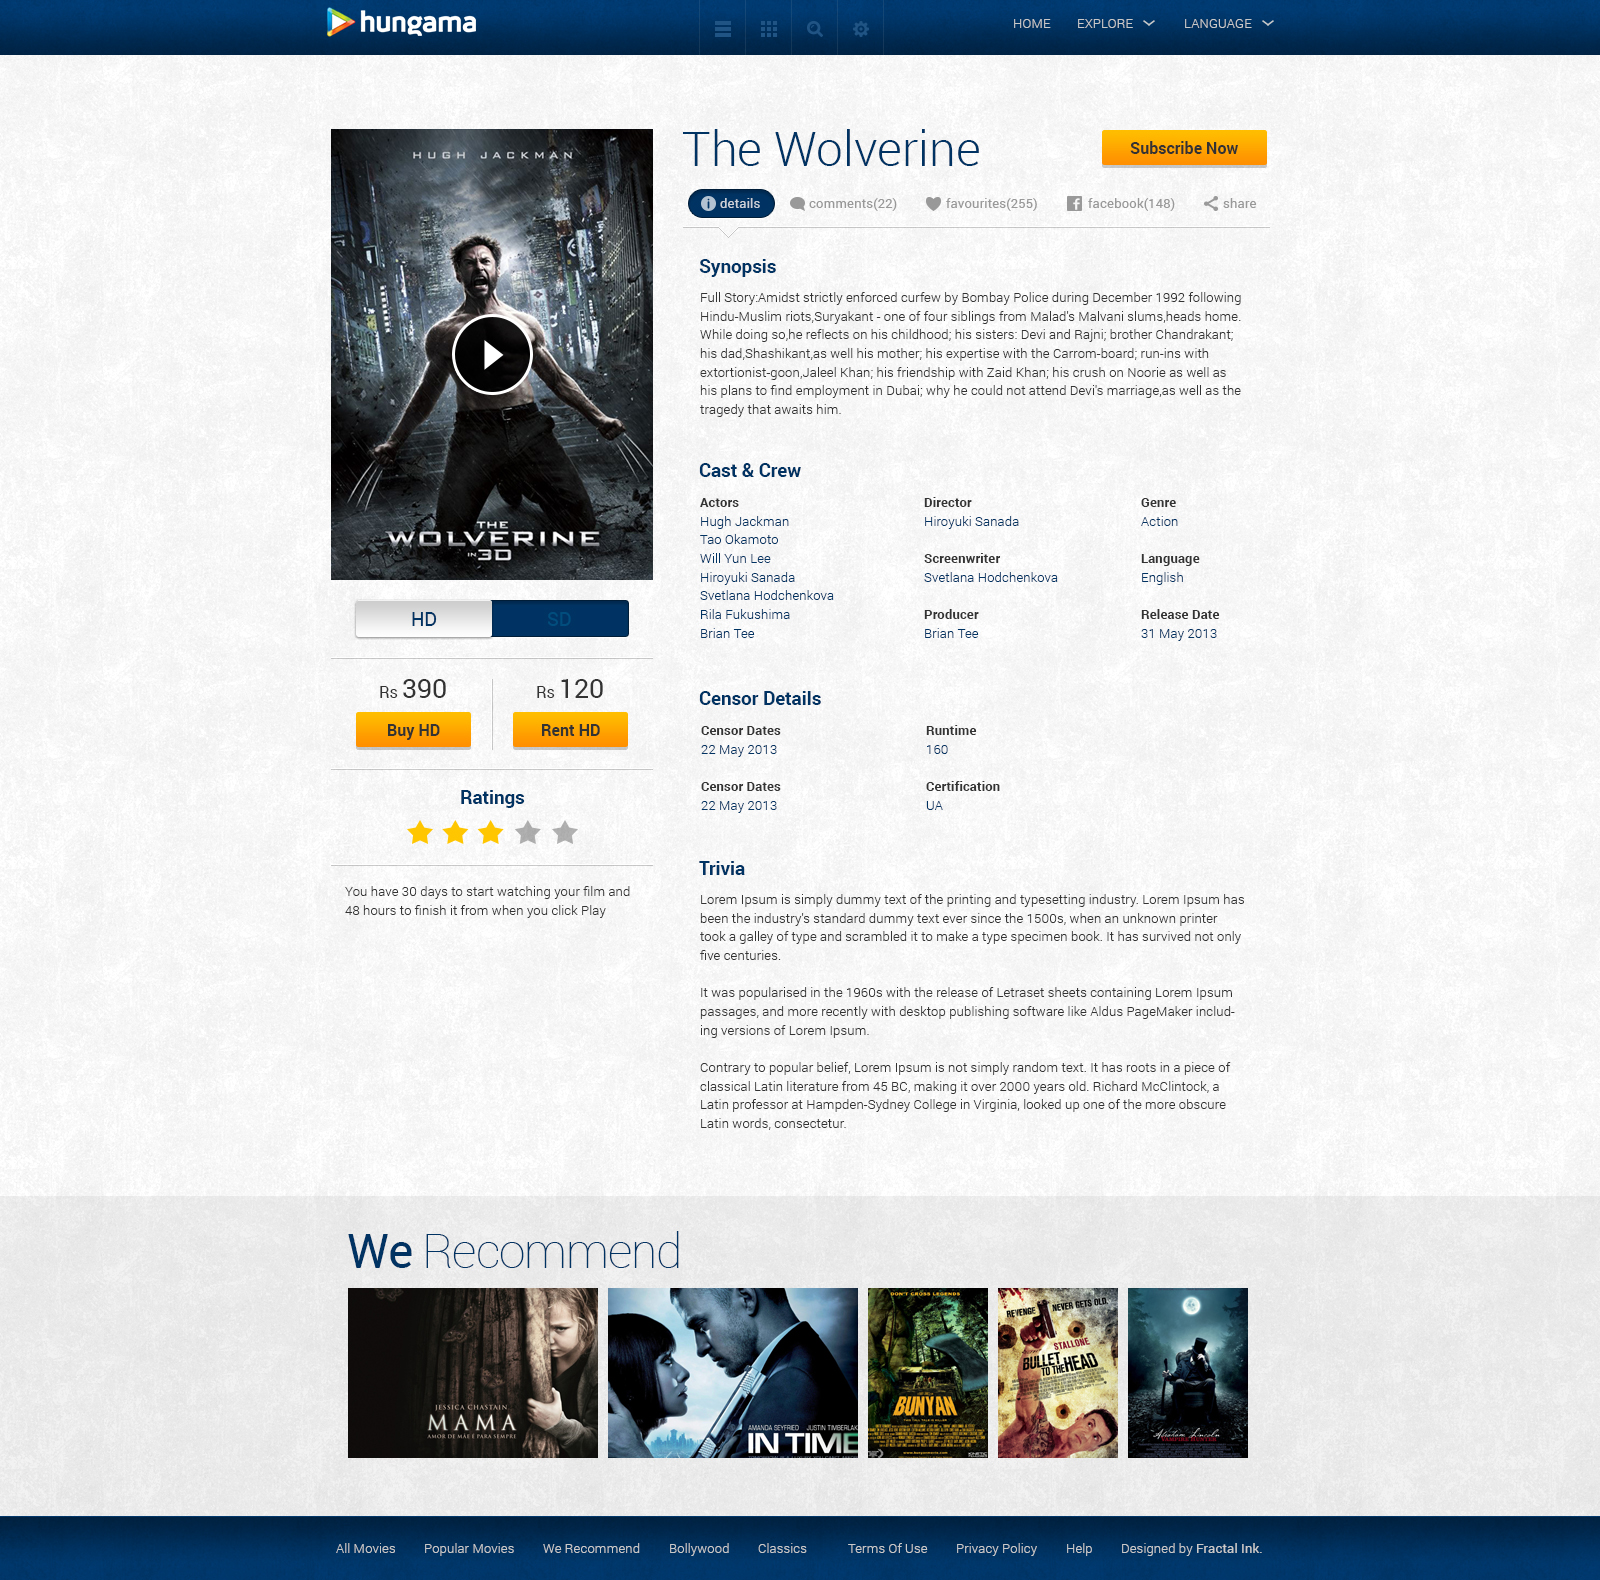 hungama
HOME EXPLORE LANGUAGE
HUGH JACKMAN
THE
WOLVERINE
IN 3D
The Wolverine
Subscribe Now
details comments(22) favourites(255) facebook(148) share
Synopsis
Full Story:Amidst strictly enforced curfew by Bombay Police during December 1992 following
Hindu-Muslim riots,Suryakant - one of four siblings from Malad's Malvani slums,heads home.
While doing so,he reflects on his childhood; his sisters: Devi and Rajni; brother Chandrakant;
his dad,Shashikant,as well his mother; his expertise with the Carrom-board; run-ins with
extortionist-goon,Jaleel Khan; his friendship with Zaid Khan; his crush on Noorie as well as
his plans to find employment in Dubai; why he could not attend Devi's marriage,as well as the
tragedy that awaits him.
Cast & Crew
Actors
Hugh Jackman
Tao Okamoto
Will Yun Lee
Hiroyuki Sanada
Svetlana Hodchenkova
Rila Fukushima
Brian Tee
Director
Hiroyuki Sanada
Screenwriter
Svetlana Hodchenkova
Producer
Brian Tee
Genre
Action
Language
English
Release Date
31 May 2013
HD SD
Rs 390
Buy HD
Rs 120
Rent HD
Ratings
You have 30 days to start watching your film and
48 hours to finish it from when you click Play
Censor Details
Censor Dates
22 May 2013
Runtime
160
Censor Dates
22 May 2013
Certification
UA
Trivia
Lorem Ipsum is simply dummy text of the printing and typesetting industry. Lorem Ipsum has
been the industry's standard dummy text ever since the 1500s, when an unknown printer
took a galley of type and scrambled it to make a type specimen book. It has survived not only
five centuries.
It was popularised in the 1960s with the release of Letraset sheets containing Lorem Ipsum
passages, and more recently with desktop publishing software like Aldus PageMaker includ-
ing versions of Lorem Ipsum.
Contrary to popular belief, Lorem Ipsum is not simply random text. It has roots in a piece of
classical Latin literature from 45 BC, making it over 2000 years old. Richard McClintock, a
Latin professor at Hampden-Sydney College in Virginia, looked up one of the more obscure
Latin words, consectetur.
We Recommend
JESSICA CHASTAIN
MAMA
AMOR DE MÃE É PARA SEMPRE
AMANDA SEYFRIED JUSTIN TIMBERLAK
IN TIME
DON'T CROSS LEGENDS
BUNYAN
REVENGE NEVER GETS OLD.
STALLONE
BULLET
TO THE HEAD
Abraham Lincoln
VAMPIRE HUNTER
All Movies Popular Movies We Recommend Bollywood Classics Terms Of Use Privacy Policy Help Designed by Fractal Ink.